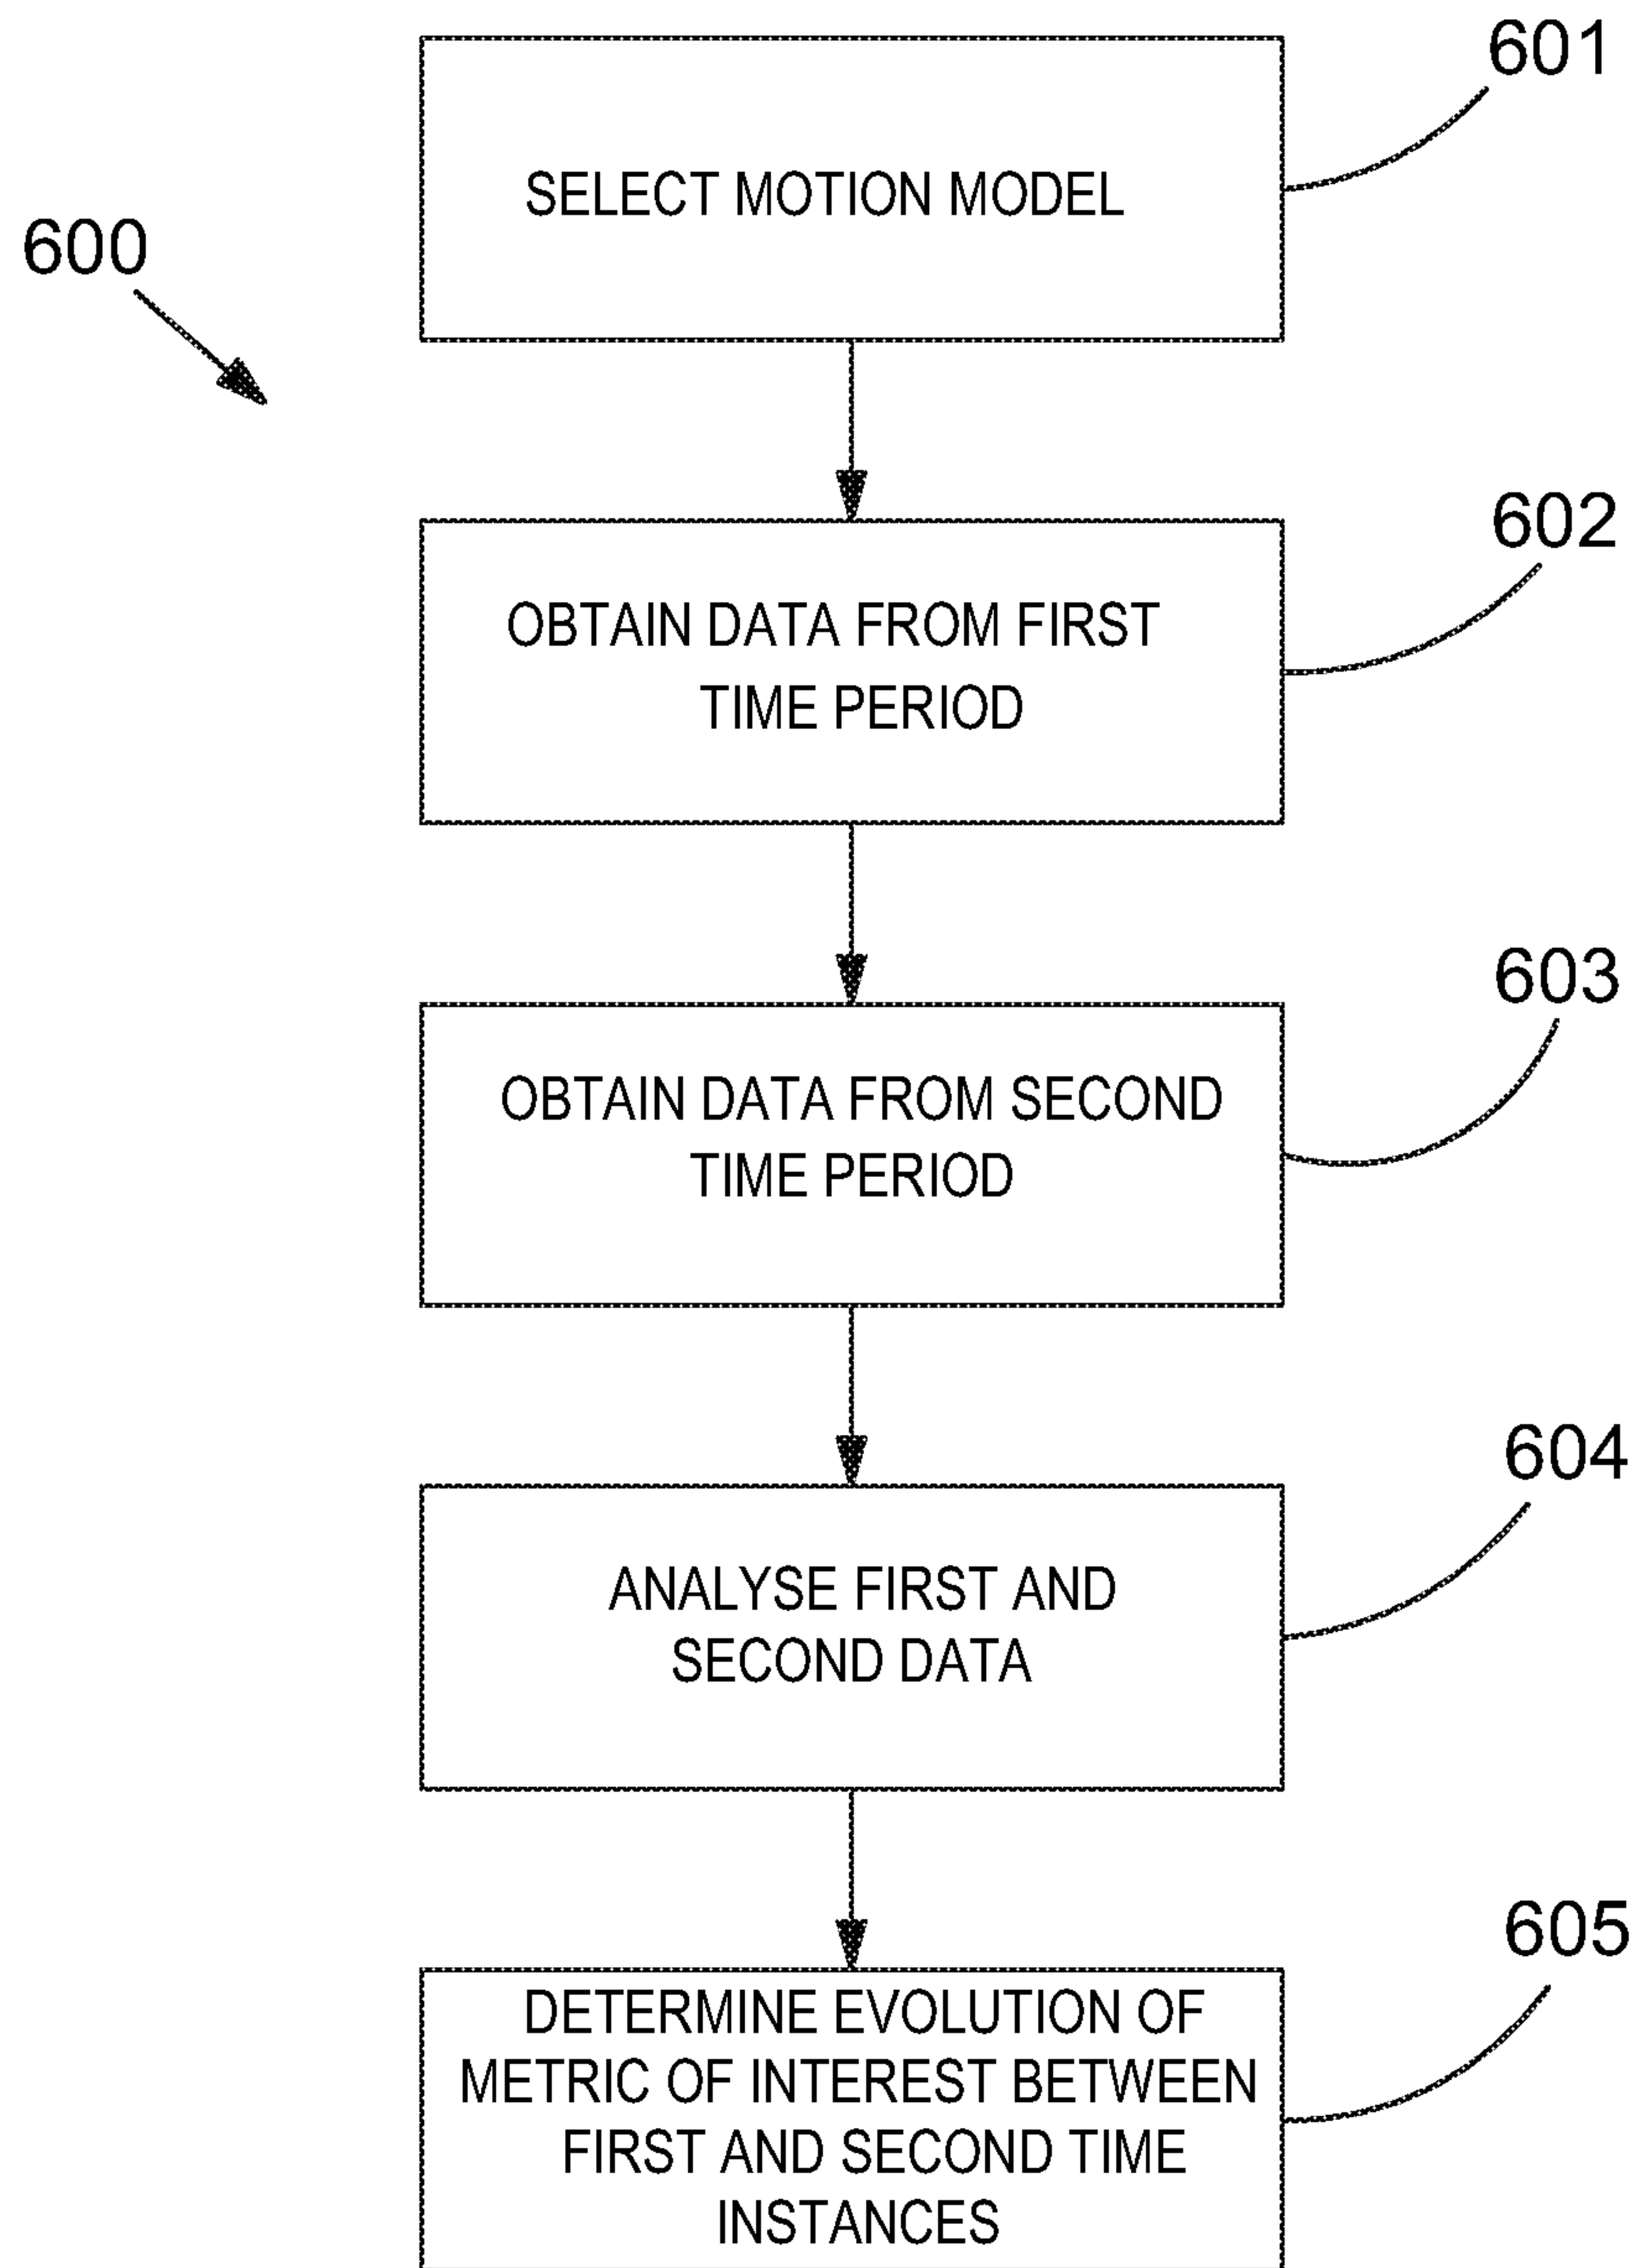 601
SELECT MOTION MODEL
600
602
OBTAIN DATA FROM FIRST
TIME PERIOD
603
OBTAIN DATA FROM SECOND
TIME PERIOD
604
ANALYSE FIRST AND
SECOND DATA
605
DETERMINE EVOLUTION OF
METRIC OF INTEREST BETWEEN
FIRST AND SECOND TIME
INSTANCES